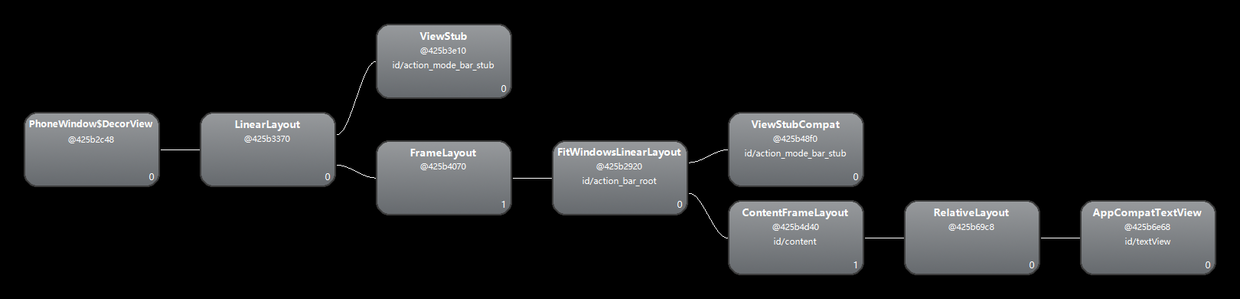 PhoneWindow$DecorView
@425b2c48
0
LinearLayout
@425b3370
0
ViewStub
@425b3e10
id/action_mode_bar_stub
0
FrameLayout
@425b4070
1
FitWindowsLinearLayout
@425b2920
id/action_bar_root
0
ViewStubCompat
@425b48f0
id/action_mode_bar_stub
0
ContentFrameLayout
@425b4d40
id/content
1
RelativeLayout
@425b69c8
0
AppCompatTextView
@425b6e68
id/textView
0